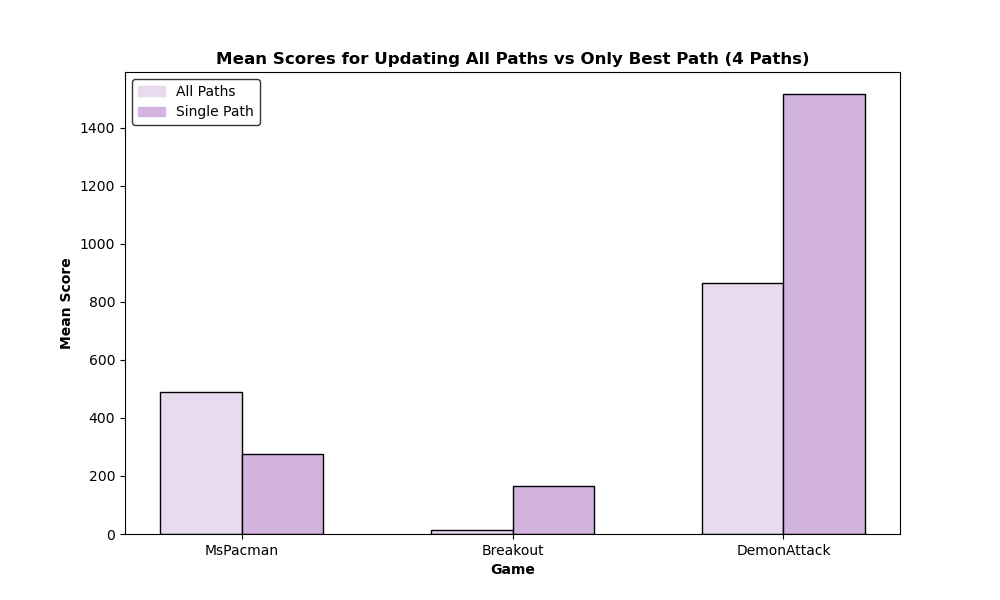 Mean Scores for Updating All Paths vs Only Best Path (4 Paths)
All Paths
Single Path
1400
1200
1000
800
600
400
200
0
Mean Score
MsPacman
Breakout
DemonAttack
Game